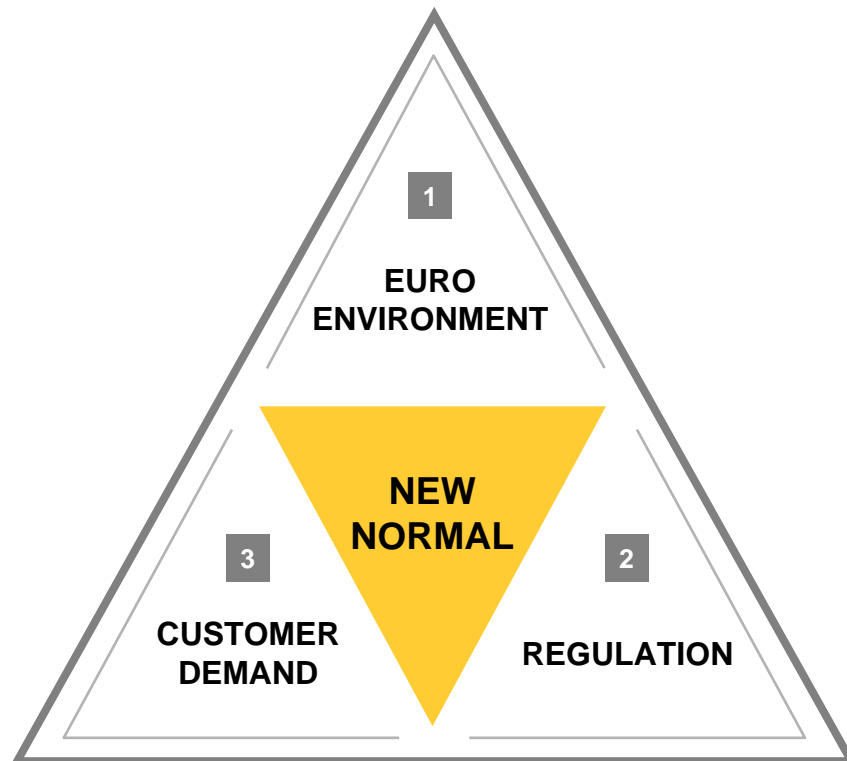 1
EURO
ENVIRONMENT
NEW
NORMAL
3
CUSTOMER
DEMAND
2
REGULATION